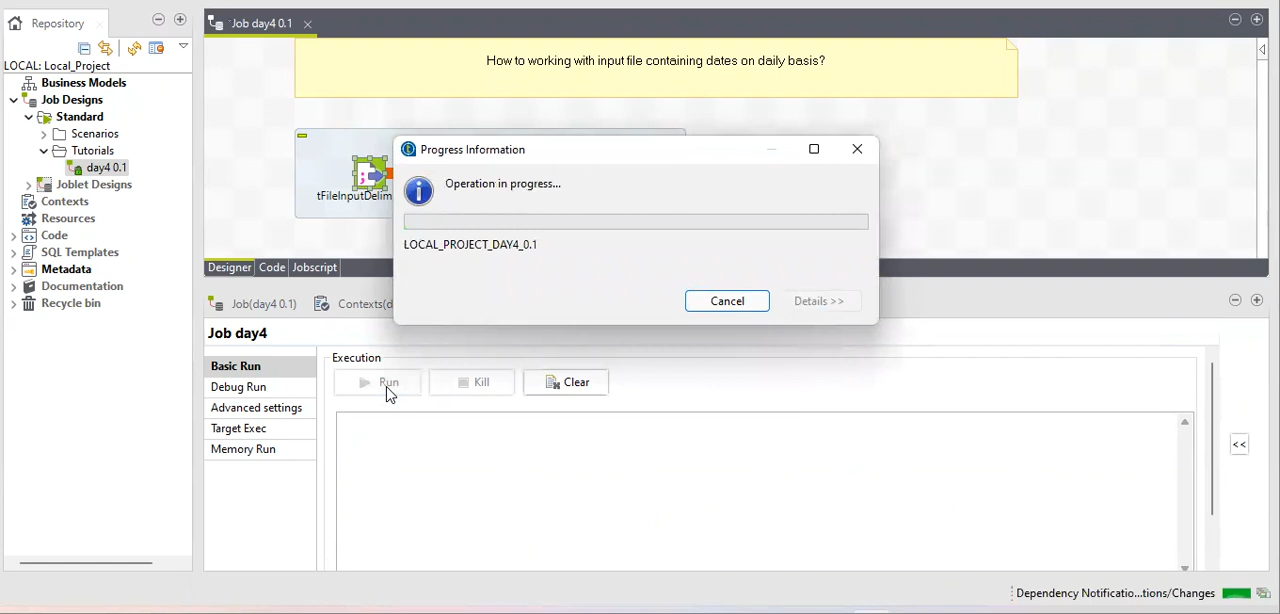 Repository
LOCAL: Local_Project
Business Models
Job Designs
Standard
Scenarios
Tutorials
day4 0.1
Joblet Designs
Contexts
Resources
Code
SQL Templates
Metadata
Documentation
Recycle bin
Job day4 0.1
How to working with input file containing dates on daily basis?
tFileInputDelim
Progress Information
Operation in progress...
LOCAL_PROJECT_DAY4_0.1
Cancel
Details >>
Designer
Code
Jobscript
Job(day4 0.1)
Contexts(d
Job day4
Basic Run
Debug Run
Advanced settings
Target Exec
Memory Run
Execution
Run
Kill
Clear
<<
Dependency Notificatio...tions/Changes